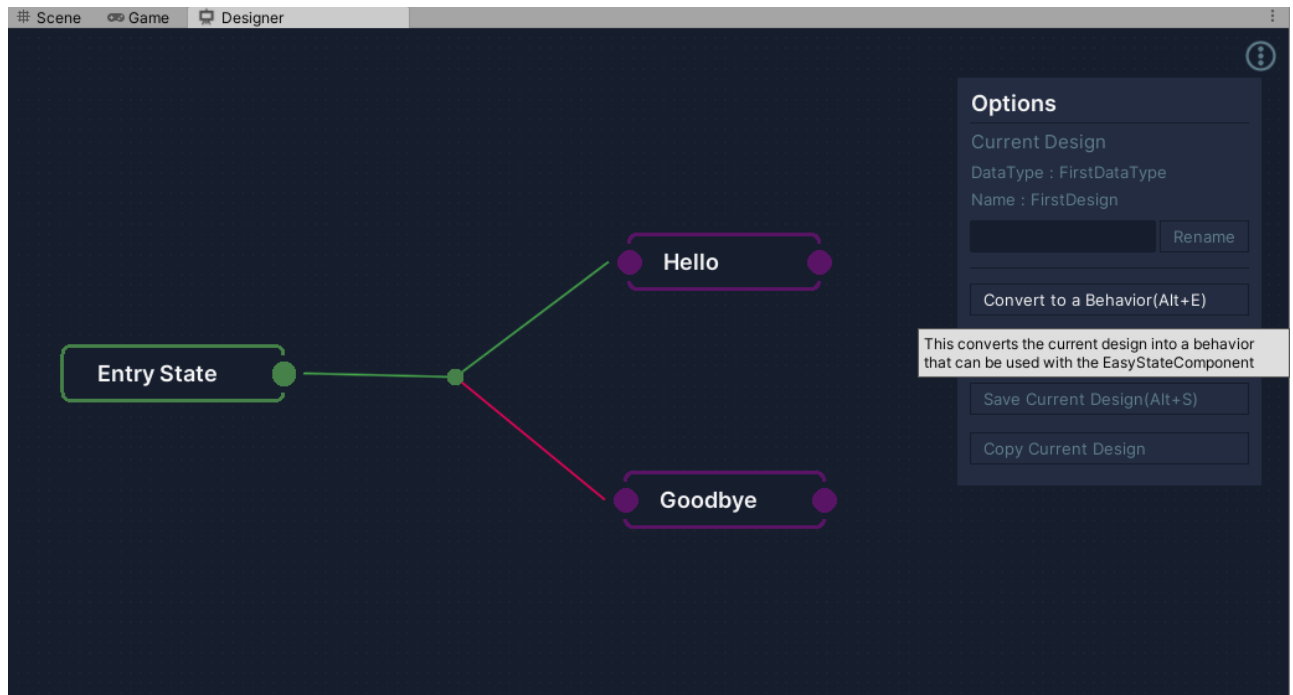 Scene Game Designer
Options
Current Design
DataType : FirstDataType
Name : FirstDesign
Rename
Hello
Convert to a Behavior(Alt+E)
This converts the current design into a behavior
that can be used with the EasyStateComponent
Entry State
Save Current Design(Alt+S)
Copy Current Design
Goodbye